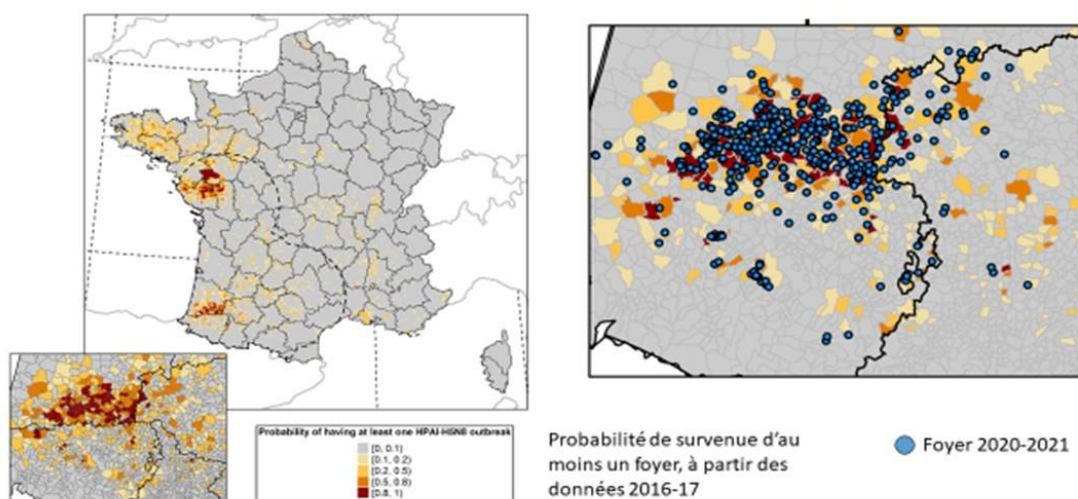 Probability of having at least one HPAI-H5N8 outbreak
[0, 0.1)
[0.1, 0.2)
[0.2, 0.5)
[0.5, 0.8)
[0.8, 1]
Probabilité de survenue d'au
moins un foyer, à partir des
données 2016-17
Foyer 2020-2021